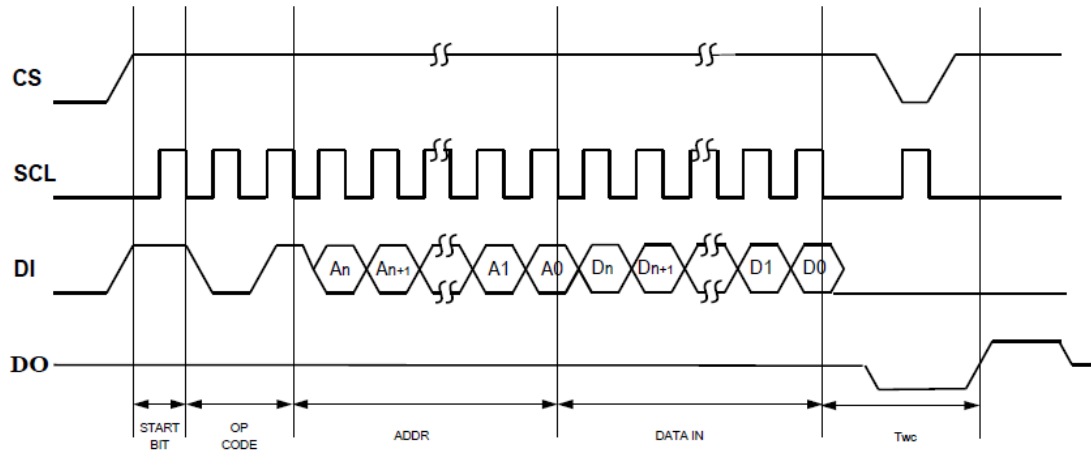 CS
SCL
DI
An
An+1
A1
A0
Dn
Dn+1
D1
D0
DO
START
BIT
OP
CODE
ADDR
DATA IN
Twc